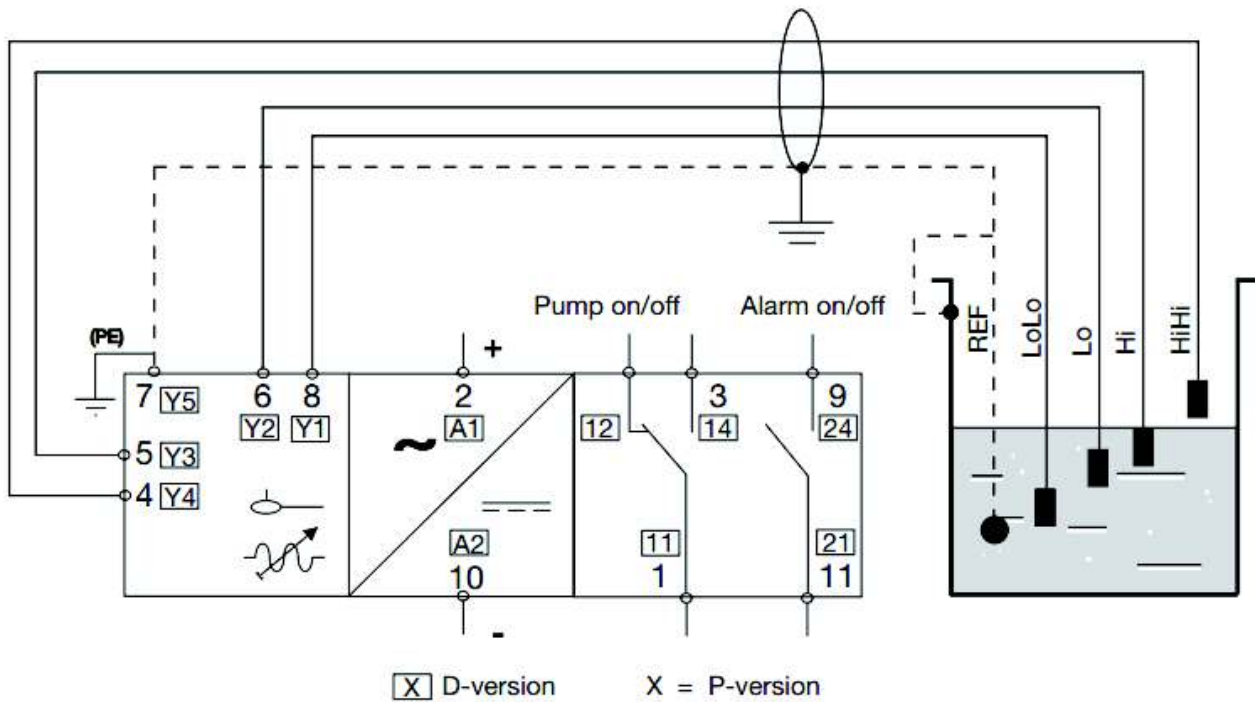 Pump on/off Alarm on/off
(PE)
+
REF
LoLo
Lo
Hi
HiHi
7 Y5 6 8 2 3 9
Y2 Y1 A1 12 14 24
5 Y3
~
4 Y4
A2 11 21
10 1 11
-
X D-version X = P-version